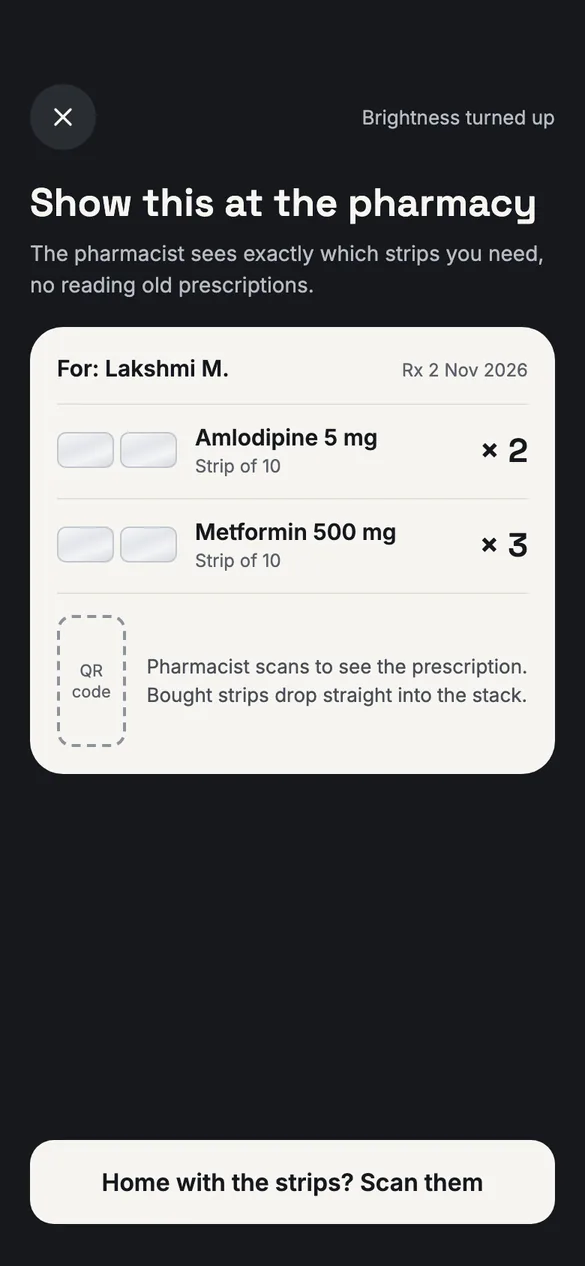 Brightness turned up
Show this at the pharmacy
The pharmacist sees exactly which strips you need,
no reading old prescriptions.
For: Lakshmi M.
Rx 2 Nov 2026
Amlodipine 5 mg
Strip of 10
× 2
Metformin 500 mg
Strip of 10
× 3
QR
code
Pharmacist scans to see the prescription.
Bought strips drop straight into the stack.
Home with the strips? Scan them